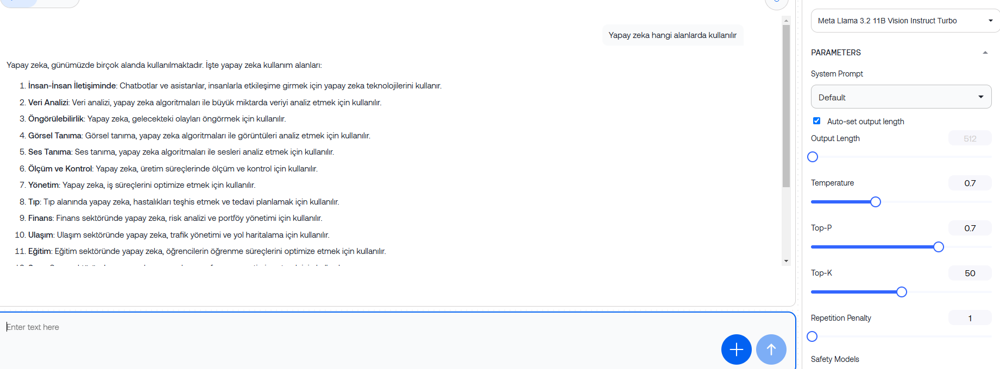 Yapay zeka hangi alanlarda kullanılır
Yapay zeka, günümüzde birçok alanda kullanılmaktadır. İşte yapay zeka kullanım alanları:
1. İnsan-İnsan İletişiminde: Chatbotlar ve asistanlar, insanlarla etkileşime girmek için yapay zeka teknolojilerini kullanır.
2. Veri Analizi: Veri analizi, yapay zeka algoritmaları ile büyük miktarda veriyi analiz etmek için kullanılır.
3. Öngörülebilirlik: Yapay zeka, gelecekteki olayları öngörmek için kullanılır.
4. Görsel Tanıma: Görsel tanıma, yapay zeka algoritmaları ile görüntüleri analiz etmek için kullanılır.
5. Ses Tanıma: Ses tanıma, yapay zeka algoritmaları ile sesleri analiz etmek için kullanılır.
6. Ölçüm ve Kontrol: Yapay zeka, üretim süreçlerinde ölçüm ve kontrol için kullanılır.
7. Yönetim: Yapay zeka, iş süreçlerini optimize etmek için kullanılır.
8. Tıp: Tıp alanında yapay zeka, hastalıkları teşhis etmek ve tedavi planlamak için kullanılır.
9. Finans: Finans sektöründe yapay zeka, risk analizi ve portföy yönetimi için kullanılır.
10. Ulaşım: Ulaşım sektöründe yapay zeka, trafik yönetimi ve yol haritalama için kullanılır.
11. Eğitim: Eğitim sektöründe yapay zeka, öğrencilerin öğrenme süreçlerini optimize etmek için kullanılır.
Enter text here
Meta Llama 3.2 11B Vision Instruct Turbo
PARAMETERS
System Prompt
Default
Auto-set output length
Output Length 512
Temperature 0.7
Top-P 0.7
Top-K 50
Repetition Penalty 1
Safety Models